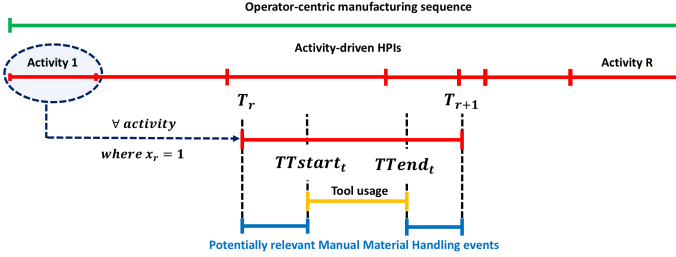 Operator-centric manufacturing sequence
Activity-driven HPIs
Activity 1
Activity R
T_r
T_{r+1}
∀ activity
where x_r = 1
TTstart_t
TTend_t
Tool usage
Potentially relevant Manual Material Handling events